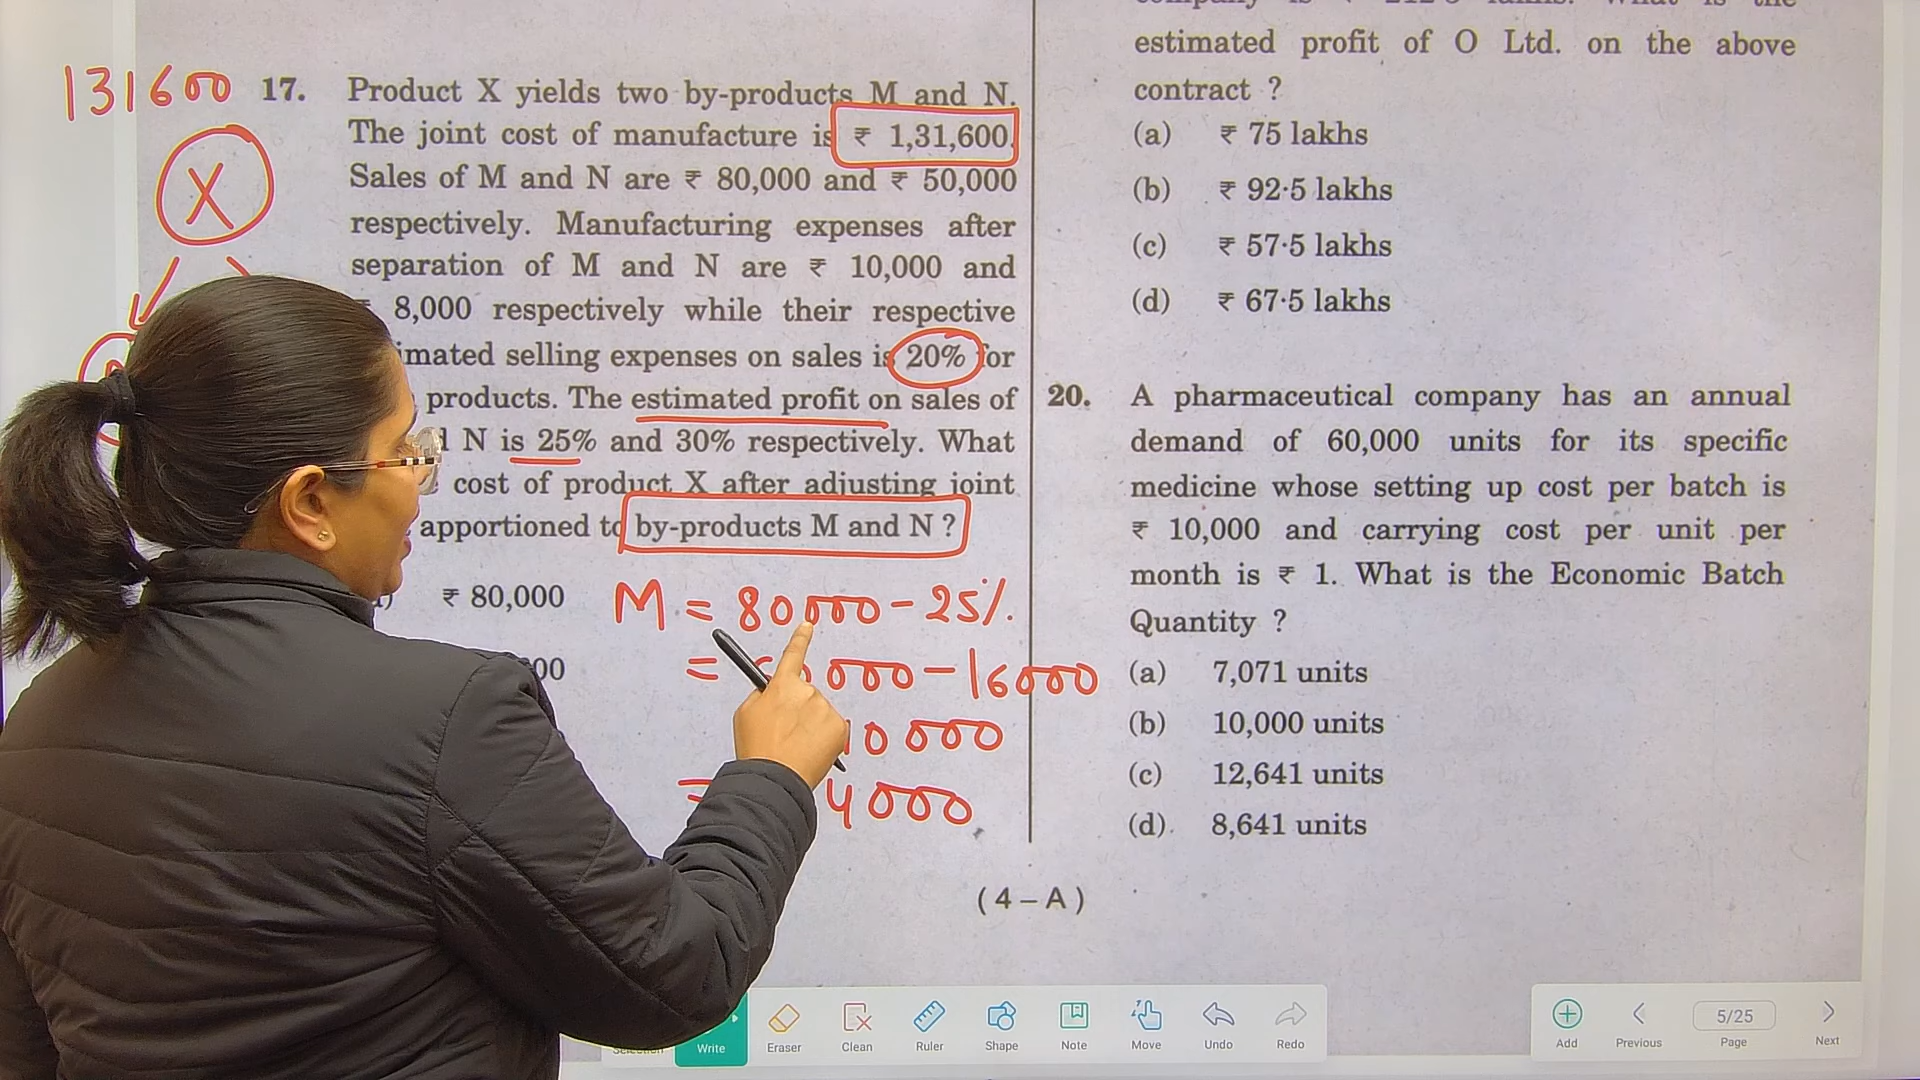 131600
X
17. Product X yields two by-products M and N.
The joint cost of manufacture is ₹ 1,31,600.
Sales of M and N are ₹ 80,000 and ₹ 50,000
respectively. Manufacturing expenses after
separation of M and N are ₹ 10,000 and
8,000 respectively while their respective
selling expenses on sales is 20% for
products. The estimated profit on sales of
N is 25% and 30% respectively. What
cost of product X after adjusting joint
apportioned to by-products M and N ?
₹ 80,000
M = 80000 - 25%.
= 000 - 16000
10000
= 4000
estimated profit of O Ltd. on the above
contract ?
(a) ₹ 75 lakhs
(b) ₹ 92·5 lakhs
(c) ₹ 57·5 lakhs
(d) ₹ 67·5 lakhs
20. A pharmaceutical company has an annual
demand of 60,000 units for its specific
medicine whose setting up cost per batch is
₹ 10,000 and carrying cost per unit per
month is ₹ 1. What is the Economic Batch
Quantity ?
(a) 7,071 units
(b) 10,000 units
(c) 12,641 units
(d) 8,641 units
( 4 – A )
Write Eraser Clean Ruler Shape Note Move Undo Redo
Add Previous 5/25 Page Next